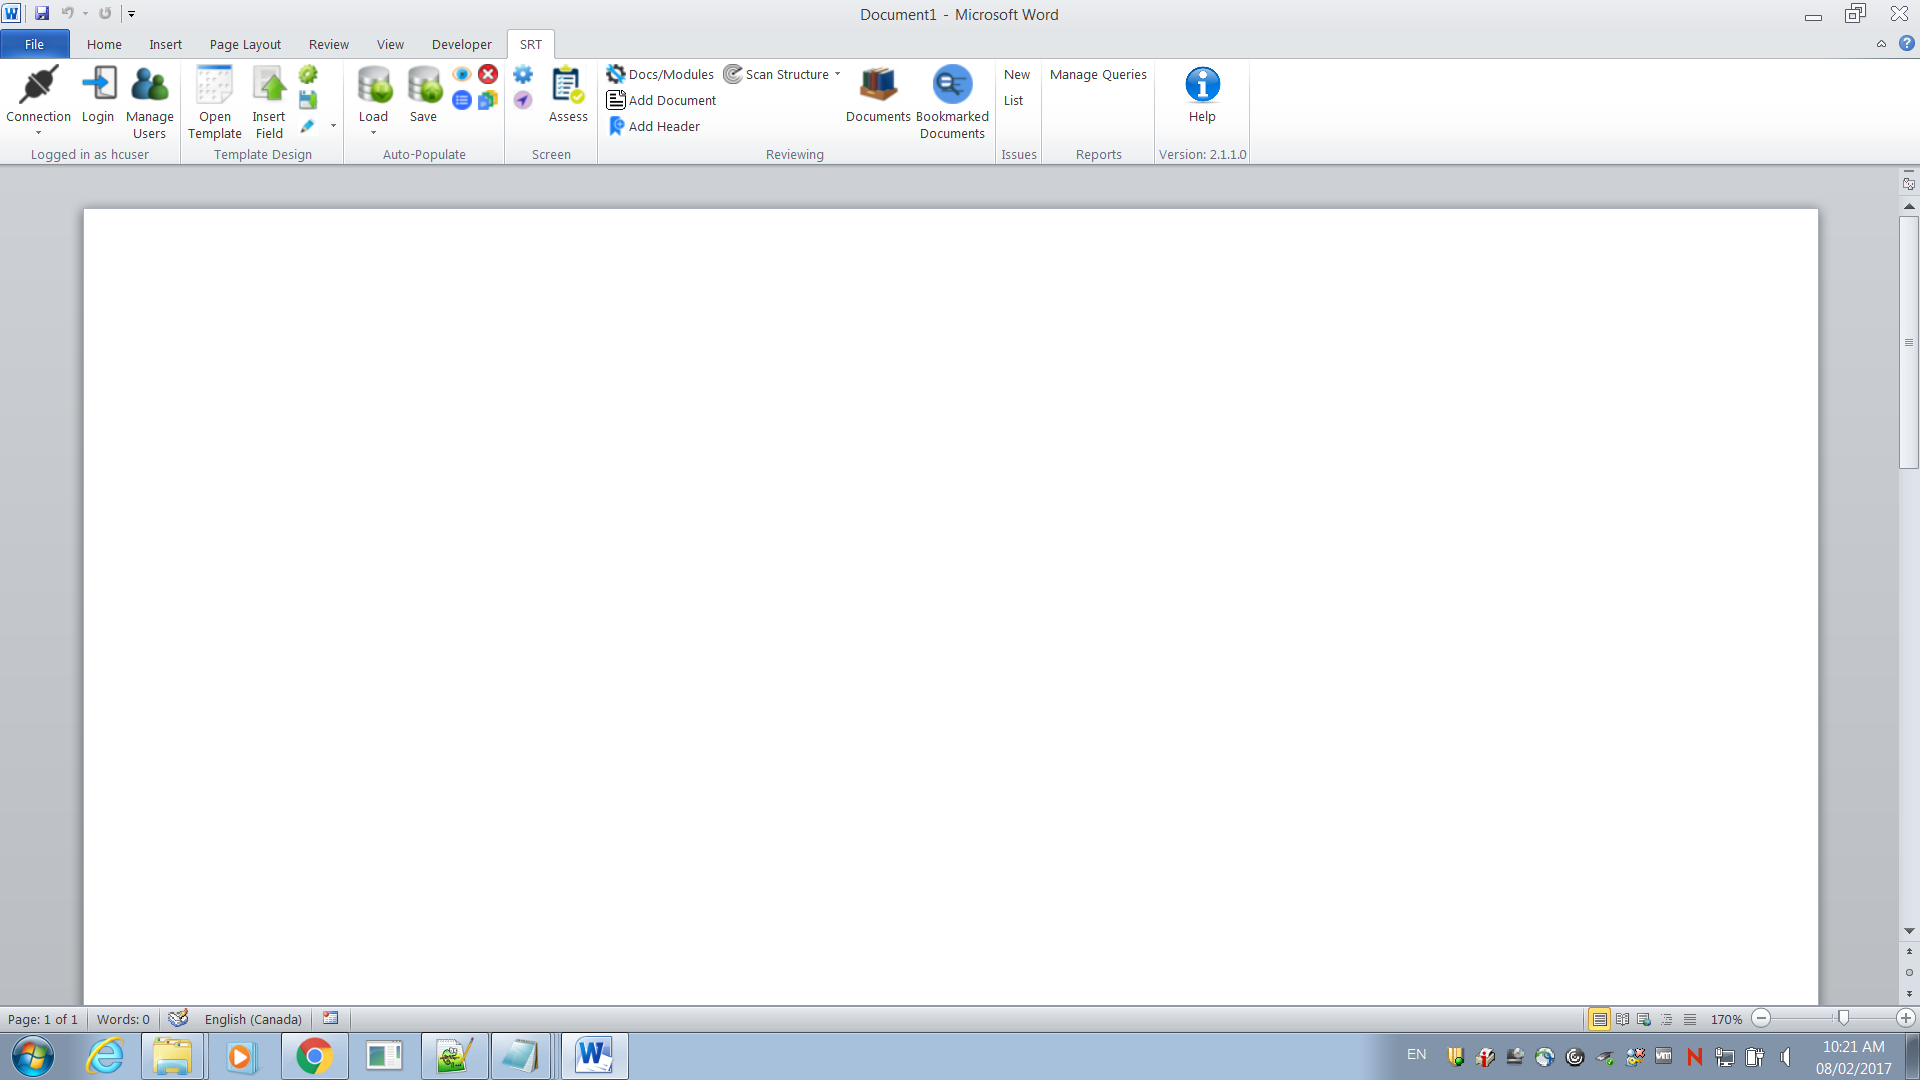 Document1 - Microsoft Word
File Home Insert Page Layout Review View Developer SRT
Connection Login Manage Users
Logged in as hcuser
Open Template Insert Field
Template Design
Load Save
Auto-Populate
Assess
Screen
Docs/Modules Scan Structure
Add Document
Add Header
Documents Bookmarked Documents
Reviewing
New
List
Issues
Manage Queries
Reports
Help
Version: 2.1.1.0
Page: 1 of 1 Words: 0 English (Canada) 170%
EN 10:21 AM
08/02/2017